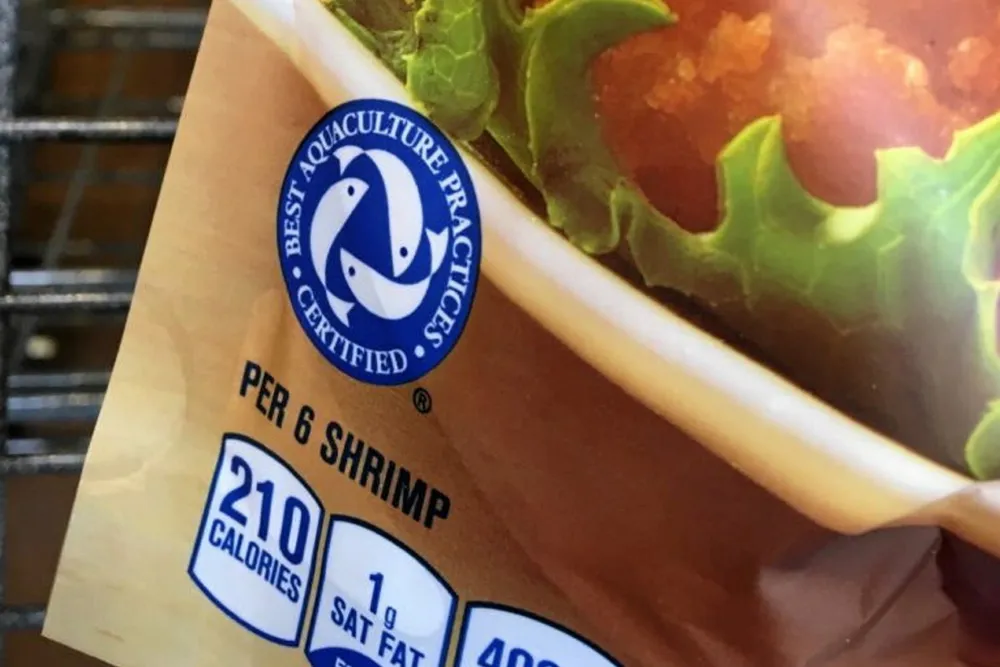 BEST AQUACULTURE PRACTICES
• CERTIFIED •
®
PER 6 SHRIMP
210
CALORIES
1g
SAT FAT